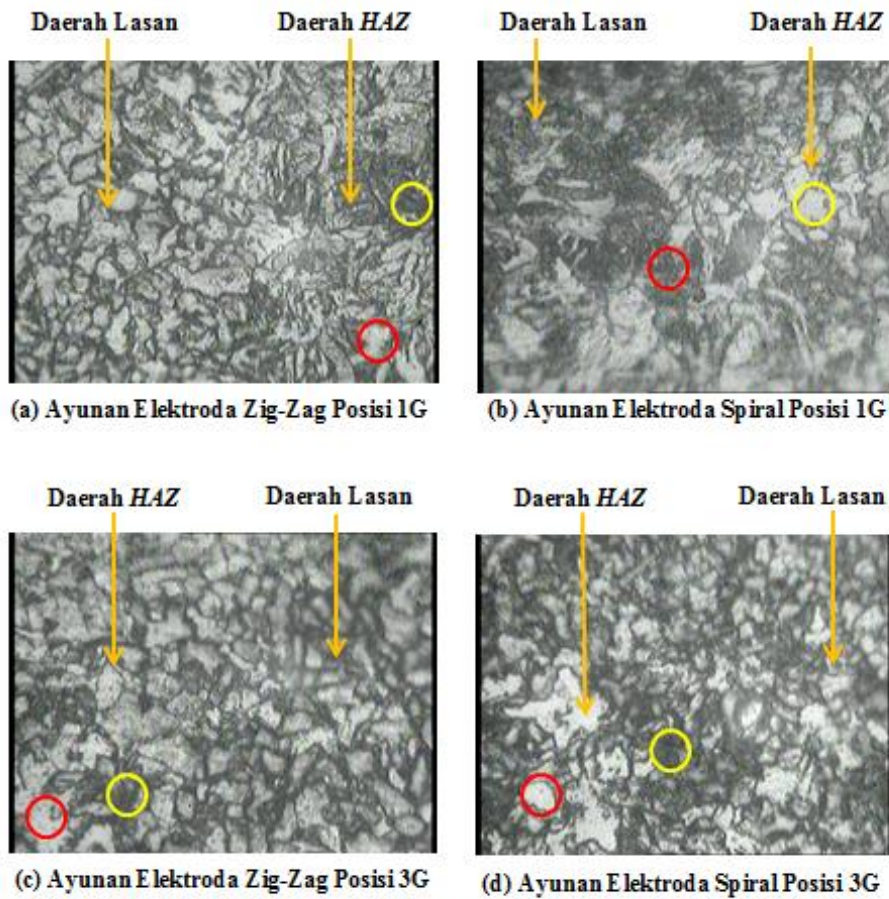 Daerah Lasan Daerah HAZ
Daerah Lasan Daerah HAZ
(a) Ayunan Elektroda Zig-Zag Posisi 1G
(b) Ayunan Elektroda Spiral Posisi 1G
Daerah HAZ Daerah Lasan
Daerah HAZ Daerah Lasan
(c) Ayunan Elektroda Zig-Zag Posisi 3G
(d) Ayunan Elektroda Spiral Posisi 3G